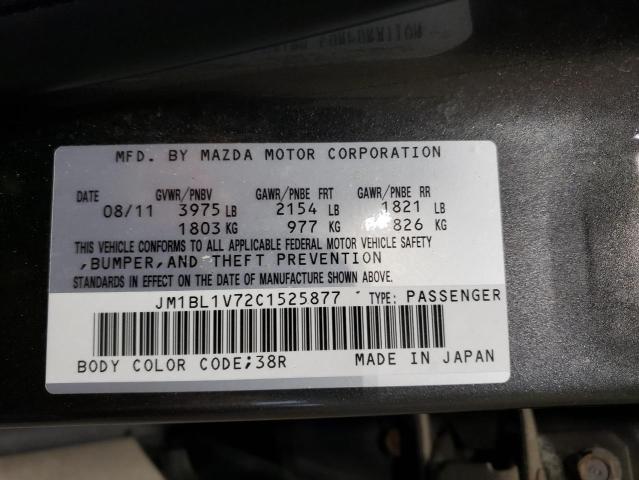 MFD. BY MAZDA MOTOR CORPORATION
DATE GVWR/PNBV GAWR/PNBE FRT GAWR/PNBE RR
08/11 3975 LB 2154 LB 1821 LB
1803 KG 977 KG 826 KG
THIS VEHICLE CONFORMS TO ALL APPLICABLE FEDERAL MOTOR VEHICLE SAFETY
,BUMPER,AND THEFT PREVENTION
STANDARDS IN EFFECT ON THE DATE OF MANUFACTURE SHOWN ABOVE.
JM1BL1V72C1525877 TYPE: PASSENGER
BODY COLOR CODE;38R MADE IN JAPAN